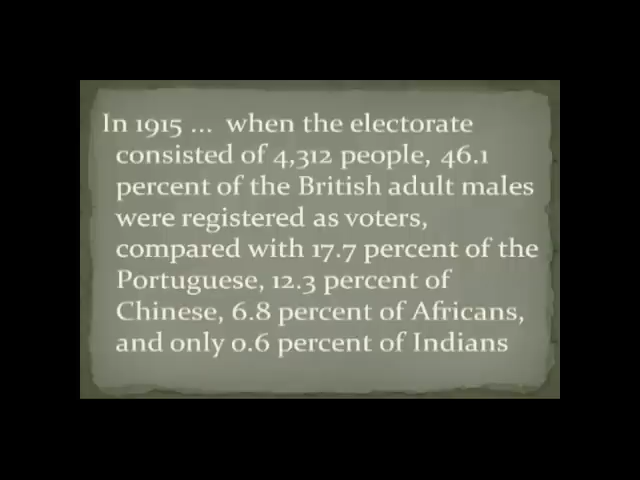 In 1915 ... when the electorate
consisted of 4,312 people, 46.1
percent of the British adult males
were registered as voters,
compared with 17.7 percent of the
Portuguese, 12.3 percent of
Chinese, 6.8 percent of Africans,
and only 0.6 percent of Indians